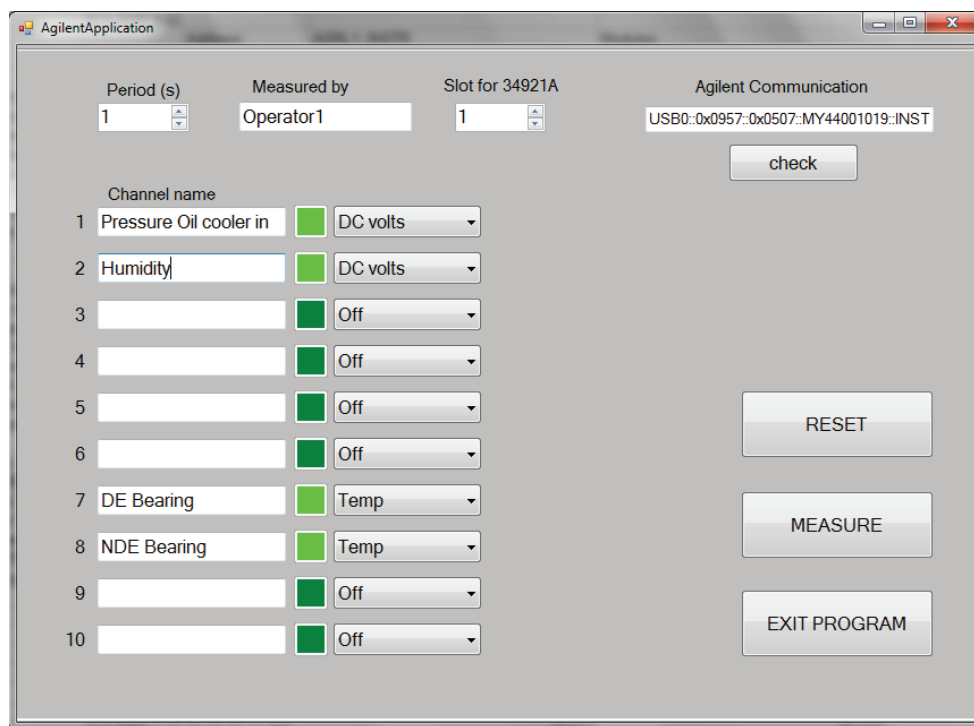 AgilentApplication
Period (s) Measured by Slot for 34921A Agilent Communication
1 Operator1 1 USB0::0x0957::0x0507::MY44001019::INST
check
Channel name
1 Pressure Oil cooler in DC volts
2 Humidity DC volts
3 Off
4 Off
5 Off
6 Off
RESET
7 DE Bearing Temp
8 NDE Bearing Temp
MEASURE
9 Off
10 Off
EXIT PROGRAM